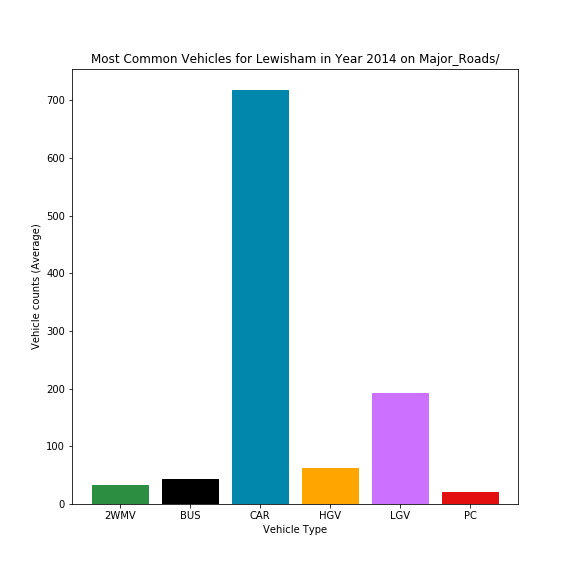 Most Common Vehicles for Lewisham in Year 2014 on Major_Roads/
700
600
500
400
300
200
100
0
Vehicle counts (Average)
2WMV BUS CAR HGV LGV PC
Vehicle Type